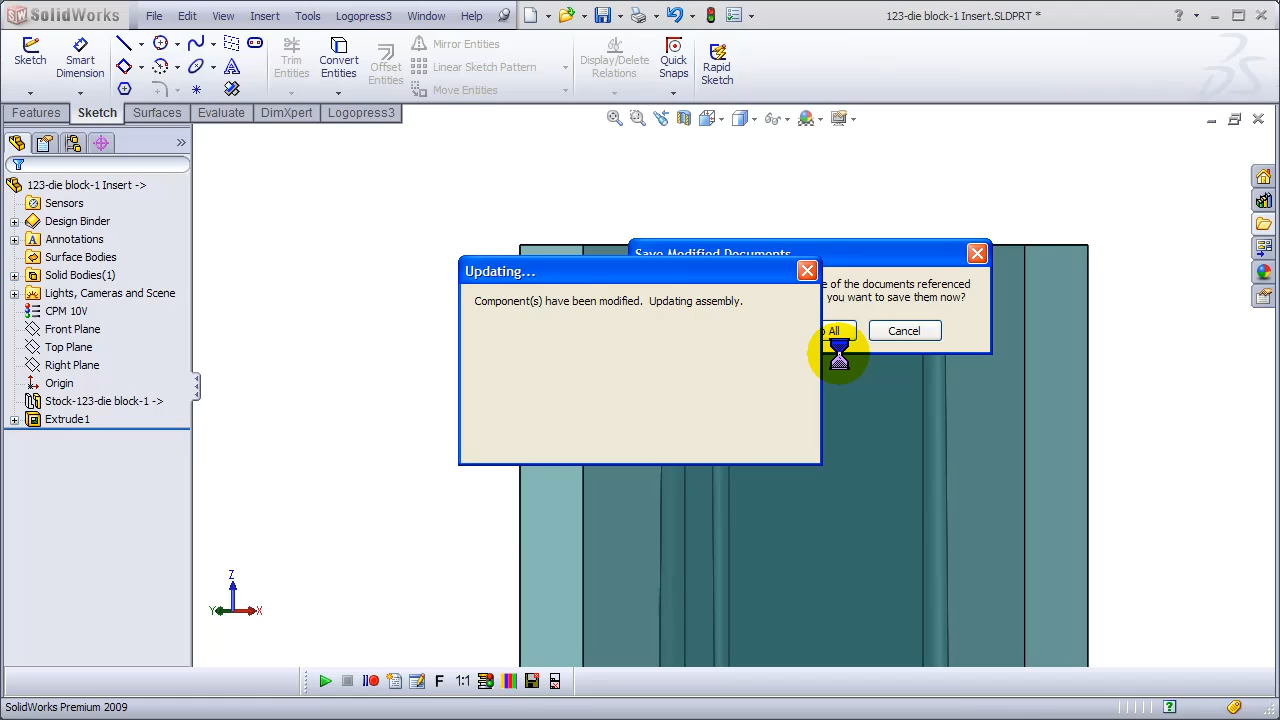 SolidWorks
File Edit View Insert Tools Logopress3 Window Help
123-die block-1 Insert.SLDPRT *
Sketch
Smart Dimension
Trim Entities
Convert Entities
Offset Entities
Mirror Entities
Linear Sketch Pattern
Move Entities
Display/Delete Relations
Quick Snaps
Rapid Sketch
Features Sketch Surfaces Evaluate DimXpert Logopress3
123-die block-1 Insert ->
Sensors
Design Binder
Annotations
Surface Bodies
Solid Bodies(1)
Lights, Cameras and Scene
CPM 10V
Front Plane
Top Plane
Right Plane
Origin
Stock-123-die block-1 ->
Extrude1
Save Modified Documents
e of the documents referenced
you want to save them now?
All
Cancel
Updating...
Component(s) have been modified. Updating assembly.
Z
Y
X
F
1:1
SolidWorks Premium 2009